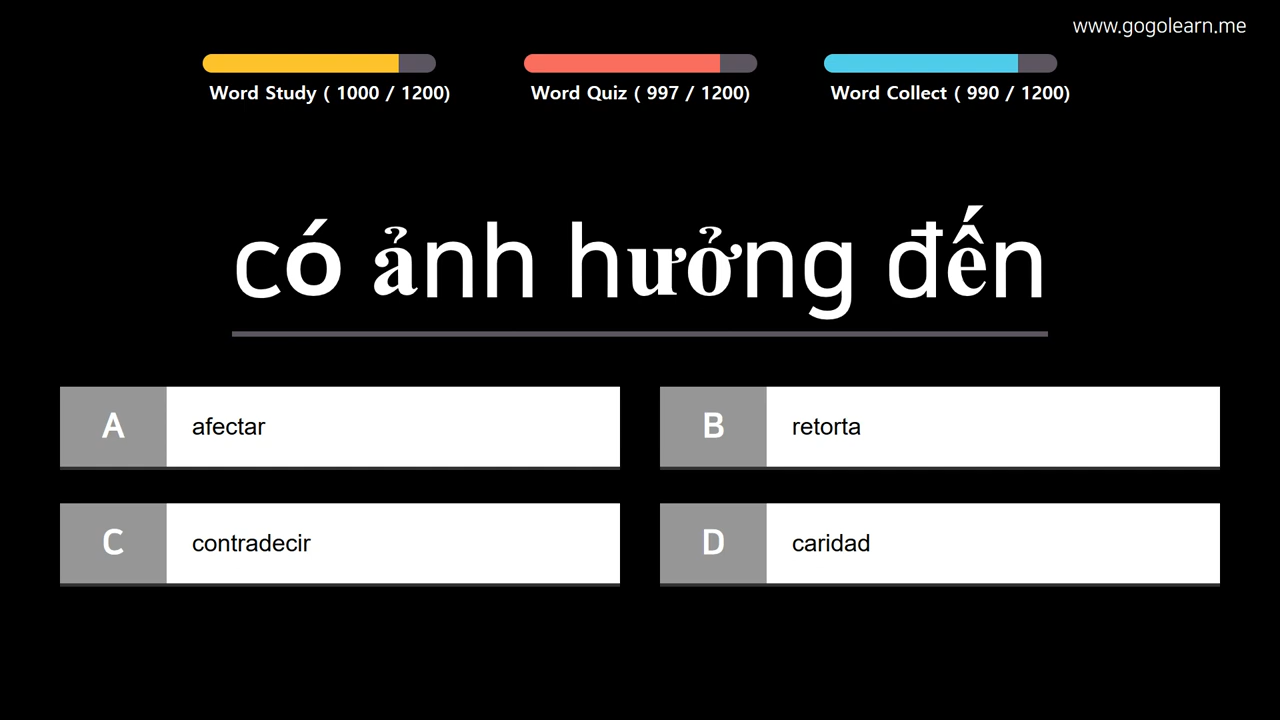 www.gogolearn.me
Word Study ( 1000 / 1200)
Word Quiz ( 997 / 1200)
Word Collect ( 990 / 1200)
có ảnh hưởng đến
A afectar
B retorta
C contradecir
D caridad